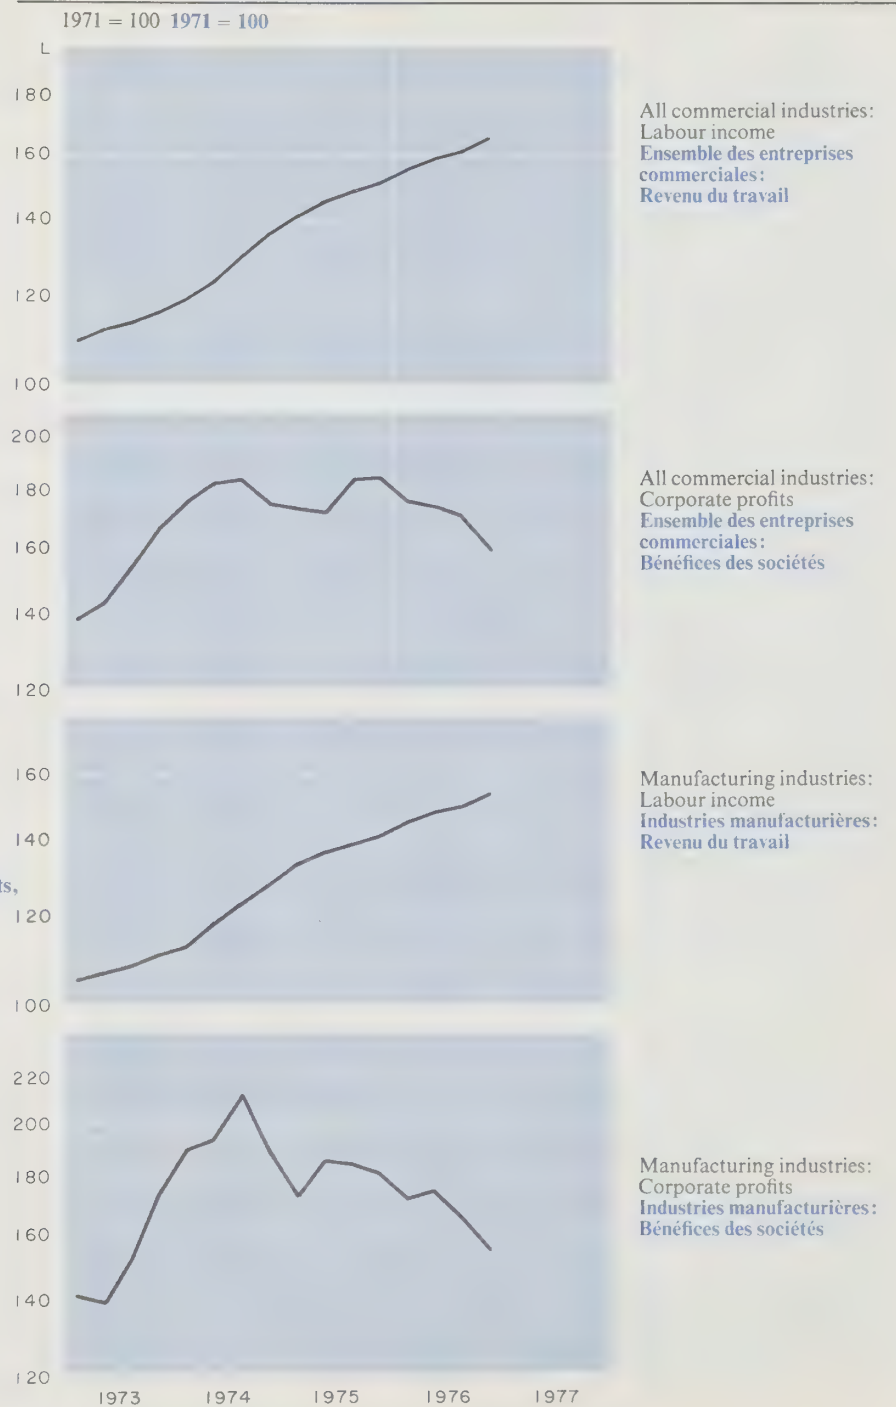 1971 = 100 1971 = 100
L
180
160
140
120
100
All commercial industries:
Labour income
Ensemble des entreprises
commerciales:
Revenu du travail
200
180
160
140
120
All commercial industries:
Corporate profits
Ensemble des entreprises
commerciales:
Bénéfices des sociétés
160
140
ts,
120
100
Manufacturing industries:
Labour income
Industries manufacturières:
Revenu du travail
220
200
180
160
140
120
Manufacturing industries:
Corporate profits
Industries manufacturières:
Bénéfices des sociétés
1973 1974 1975 1976 1977